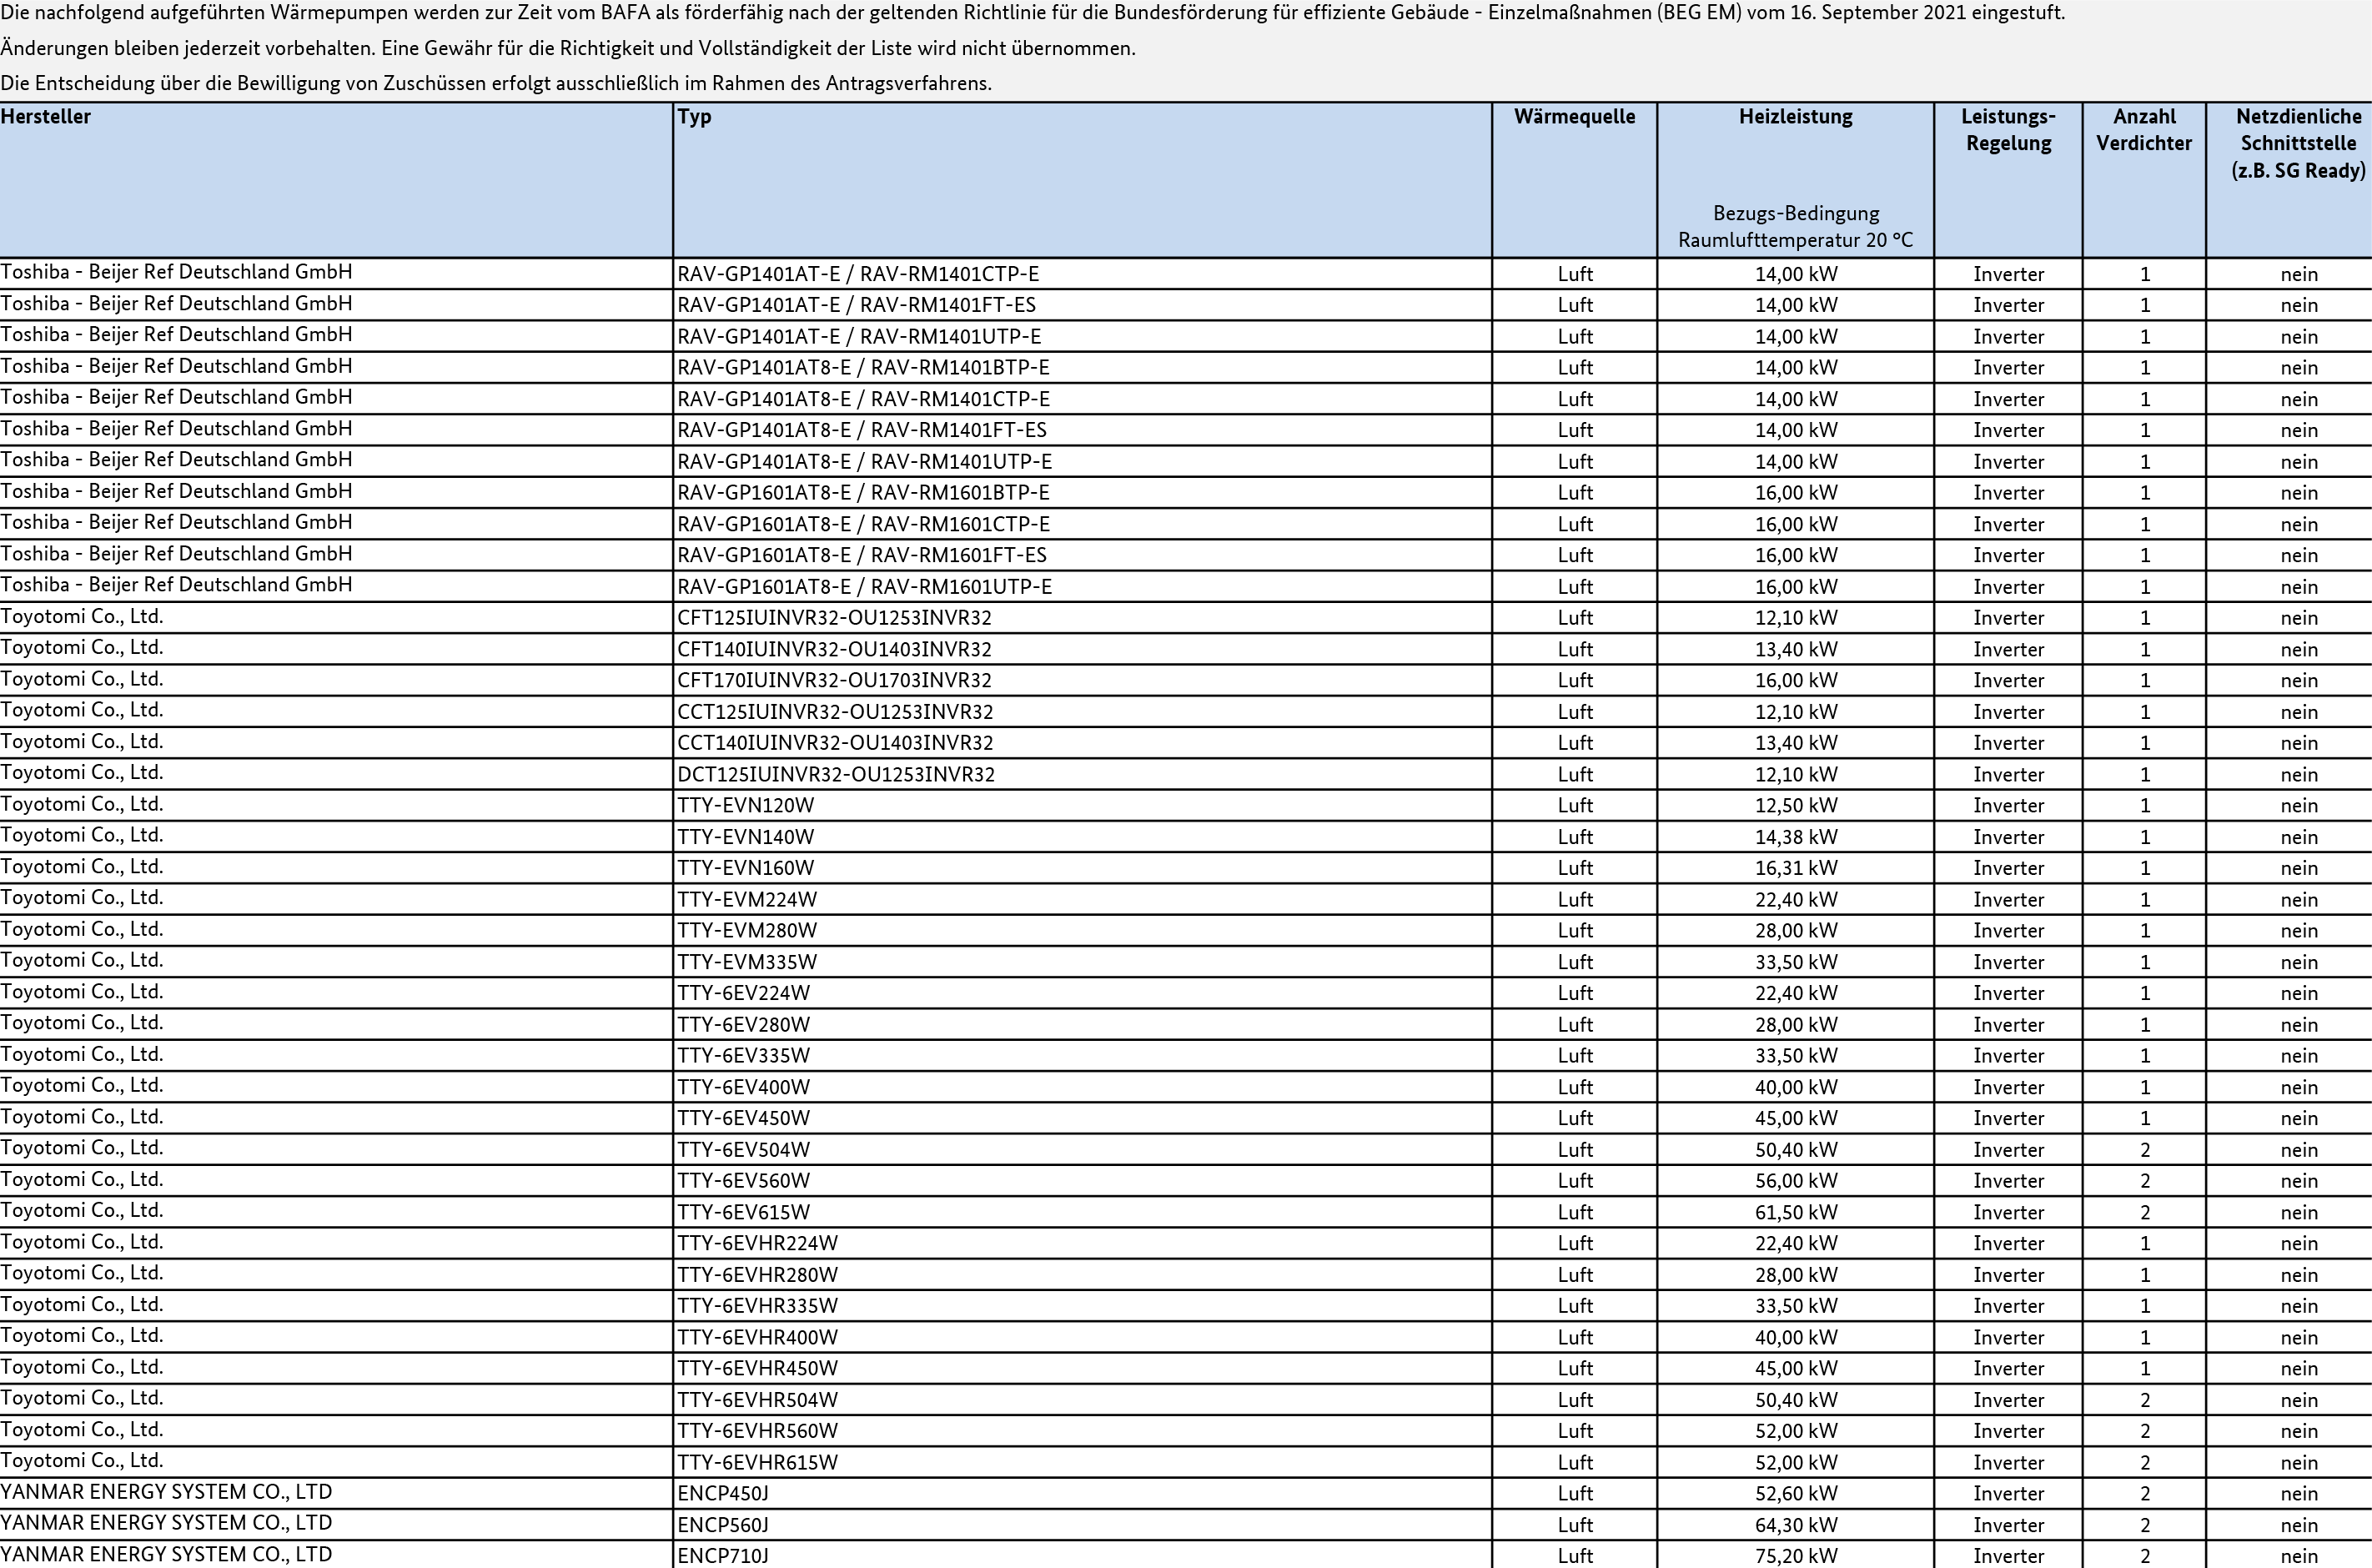 Die nachfolgend aufgeführten Wärmepumpen werden zur Zeit vom BAFA als förderfähig nach der geltenden Richtlinie für die Bundesförderung für effiziente Gebäude - Einzelmaßnahmen (BEG EM) vom 16. September 2021 eingestuft.
Änderungen bleiben jederzeit vorbehalten. Eine Gewähr für die Richtigkeit und Vollständigkeit der Liste wird nicht übernommen.
Die Entscheidung über die Bewilligung von Zuschüssen erfolgt ausschließlich im Rahmen des Antragsverfahrens.
Hersteller Typ Wärmequelle Heizleistung Leistungs- Anzahl Netzdienliche
Regelung Verdichter Schnittstelle
(z.B. SG Ready)
Bezugs-Bedingung
Raumlufttemperatur 20 °C
Toshiba - Beijer Ref Deutschland GmbH RAV-GP1401AT-E / RAV-RM1401CTP-E Luft 14,00 kW Inverter 1 nein
Toshiba - Beijer Ref Deutschland GmbH RAV-GP1401AT-E / RAV-RM1401FT-ES Luft 14,00 kW Inverter 1 nein
Toshiba - Beijer Ref Deutschland GmbH RAV-GP1401AT-E / RAV-RM1401UTP-E Luft 14,00 kW Inverter 1 nein
Toshiba - Beijer Ref Deutschland GmbH RAV-GP1401AT8-E / RAV-RM1401BTP-E Luft 14,00 kW Inverter 1 nein
Toshiba - Beijer Ref Deutschland GmbH RAV-GP1401AT8-E / RAV-RM1401CTP-E Luft 14,00 kW Inverter 1 nein
Toshiba - Beijer Ref Deutschland GmbH RAV-GP1401AT8-E / RAV-RM1401FT-ES Luft 14,00 kW Inverter 1 nein
Toshiba - Beijer Ref Deutschland GmbH RAV-GP1401AT8-E / RAV-RM1401UTP-E Luft 14,00 kW Inverter 1 nein
Toshiba - Beijer Ref Deutschland GmbH RAV-GP1601AT8-E / RAV-RM1601BTP-E Luft 16,00 kW Inverter 1 nein
Toshiba - Beijer Ref Deutschland GmbH RAV-GP1601AT8-E / RAV-RM1601CTP-E Luft 16,00 kW Inverter 1 nein
Toshiba - Beijer Ref Deutschland GmbH RAV-GP1601AT8-E / RAV-RM1601FT-ES Luft 16,00 kW Inverter 1 nein
Toshiba - Beijer Ref Deutschland GmbH RAV-GP1601AT8-E / RAV-RM1601UTP-E Luft 16,00 kW Inverter 1 nein
Toyotomi Co., Ltd. CFT125IUINVR32-OU1253INVR32 Luft 12,10 kW Inverter 1 nein
Toyotomi Co., Ltd. CFT140IUINVR32-OU1403INVR32 Luft 13,40 kW Inverter 1 nein
Toyotomi Co., Ltd. CFT170IUINVR32-OU1703INVR32 Luft 16,00 kW Inverter 1 nein
Toyotomi Co., Ltd. CCT125IUINVR32-OU1253INVR32 Luft 12,10 kW Inverter 1 nein
Toyotomi Co., Ltd. CCT140IUINVR32-OU1403INVR32 Luft 13,40 kW Inverter 1 nein
Toyotomi Co., Ltd. DCT125IUINVR32-OU1253INVR32 Luft 12,10 kW Inverter 1 nein
Toyotomi Co., Ltd. TTY-EVN120W Luft 12,50 kW Inverter 1 nein
Toyotomi Co., Ltd. TTY-EVN140W Luft 14,38 kW Inverter 1 nein
Toyotomi Co., Ltd. TTY-EVN160W Luft 16,31 kW Inverter 1 nein
Toyotomi Co., Ltd. TTY-EVM224W Luft 22,40 kW Inverter 1 nein
Toyotomi Co., Ltd. TTY-EVM280W Luft 28,00 kW Inverter 1 nein
Toyotomi Co., Ltd. TTY-EVM335W Luft 33,50 kW Inverter 1 nein
Toyotomi Co., Ltd. TTY-6EV224W Luft 22,40 kW Inverter 1 nein
Toyotomi Co., Ltd. TTY-6EV280W Luft 28,00 kW Inverter 1 nein
Toyotomi Co., Ltd. TTY-6EV335W Luft 33,50 kW Inverter 1 nein
Toyotomi Co., Ltd. TTY-6EV400W Luft 40,00 kW Inverter 1 nein
Toyotomi Co., Ltd. TTY-6EV450W Luft 45,00 kW Inverter 1 nein
Toyotomi Co., Ltd. TTY-6EV504W Luft 50,40 kW Inverter 2 nein
Toyotomi Co., Ltd. TTY-6EV560W Luft 56,00 kW Inverter 2 nein
Toyotomi Co., Ltd. TTY-6EV615W Luft 61,50 kW Inverter 2 nein
Toyotomi Co., Ltd. TTY-6EVHR224W Luft 22,40 kW Inverter 1 nein
Toyotomi Co., Ltd. TTY-6EVHR280W Luft 28,00 kW Inverter 1 nein
Toyotomi Co., Ltd. TTY-6EVHR335W Luft 33,50 kW Inverter 1 nein
Toyotomi Co., Ltd. TTY-6EVHR400W Luft 40,00 kW Inverter 1 nein
Toyotomi Co., Ltd. TTY-6EVHR450W Luft 45,00 kW Inverter 1 nein
Toyotomi Co., Ltd. TTY-6EVHR504W Luft 50,40 kW Inverter 2 nein
Toyotomi Co., Ltd. TTY-6EVHR560W Luft 52,00 kW Inverter 2 nein
Toyotomi Co., Ltd. TTY-6EVHR615W Luft 52,00 kW Inverter 2 nein
YANMAR ENERGY SYSTEM CO., LTD ENCP450J Luft 52,60 kW Inverter 2 nein
YANMAR ENERGY SYSTEM CO., LTD ENCP560J Luft 64,30 kW Inverter 2 nein
YANMAR ENERGY SYSTEM CO., LTD ENCP710J Luft 75,20 kW Inverter 2 nein